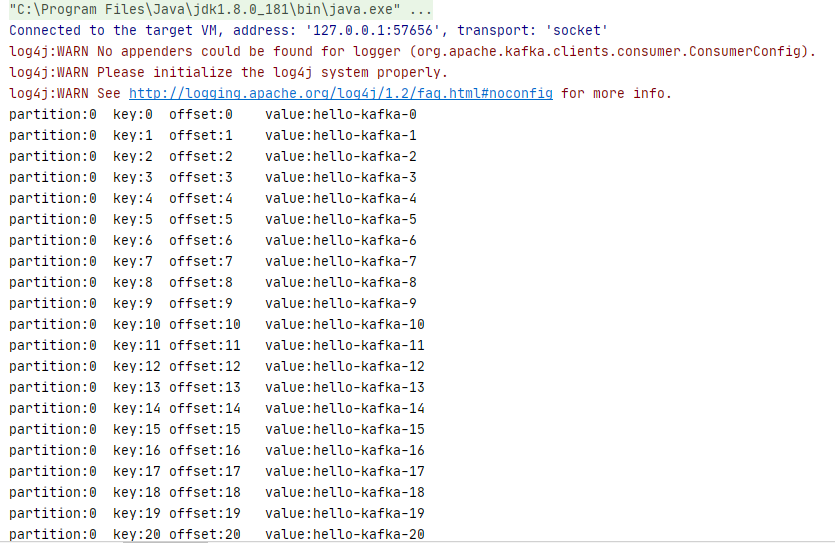 "C:\Program Files\Java\jdk1.8.0_181\bin\java.exe" ...
Connected to the target VM, address: '127.0.0.1:57656', transport: 'socket'
log4j:WARN No appenders could be found for logger (org.apache.kafka.clients.consumer.ConsumerConfig).
log4j:WARN Please initialize the log4j system properly.
log4j:WARN See http://logging.apache.org/log4j/1.2/faq.html#noconfig for more info.
partition:0  key:0  offset:0    value:hello-kafka-0
partition:0  key:1  offset:1    value:hello-kafka-1
partition:0  key:2  offset:2    value:hello-kafka-2
partition:0  key:3  offset:3    value:hello-kafka-3
partition:0  key:4  offset:4    value:hello-kafka-4
partition:0  key:5  offset:5    value:hello-kafka-5
partition:0  key:6  offset:6    value:hello-kafka-6
partition:0  key:7  offset:7    value:hello-kafka-7
partition:0  key:8  offset:8    value:hello-kafka-8
partition:0  key:9  offset:9    value:hello-kafka-9
partition:0  key:10 offset:10   value:hello-kafka-10
partition:0  key:11 offset:11   value:hello-kafka-11
partition:0  key:12 offset:12   value:hello-kafka-12
partition:0  key:13 offset:13   value:hello-kafka-13
partition:0  key:14 offset:14   value:hello-kafka-14
partition:0  key:15 offset:15   value:hello-kafka-15
partition:0  key:16 offset:16   value:hello-kafka-16
partition:0  key:17 offset:17   value:hello-kafka-17
partition:0  key:18 offset:18   value:hello-kafka-18
partition:0  key:19 offset:19   value:hello-kafka-19
partition:0  key:20 offset:20   value:hello-kafka-20